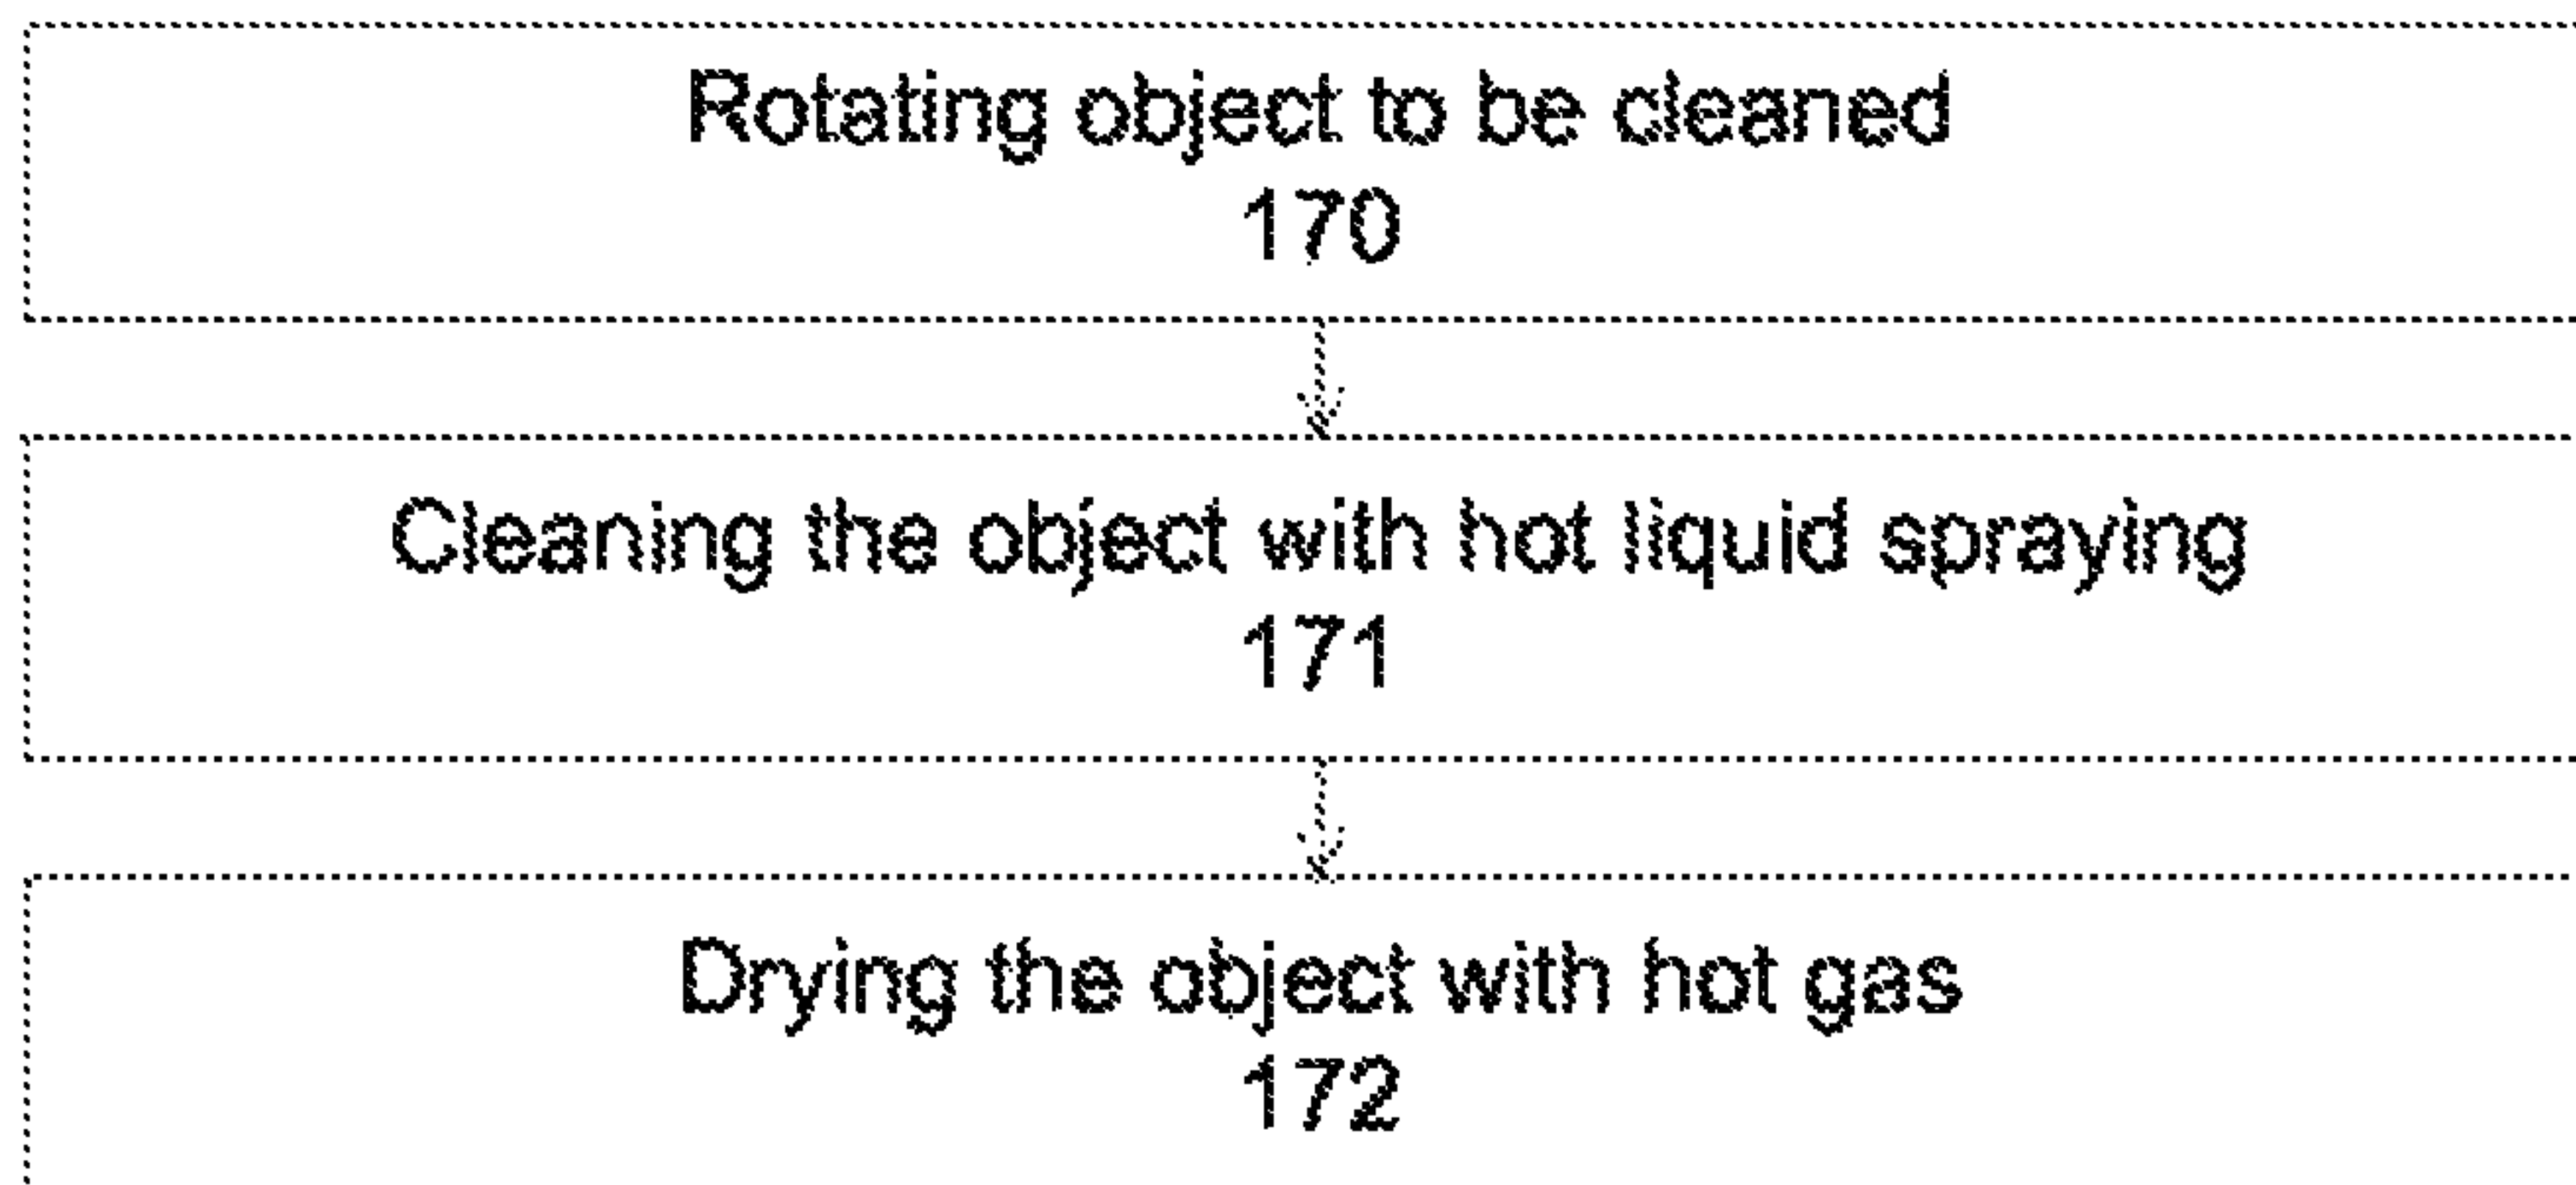 Rotating object to be cleaned
170
Cleaning the object with hot liquid spraying
171
Drying the object with hot gas
172